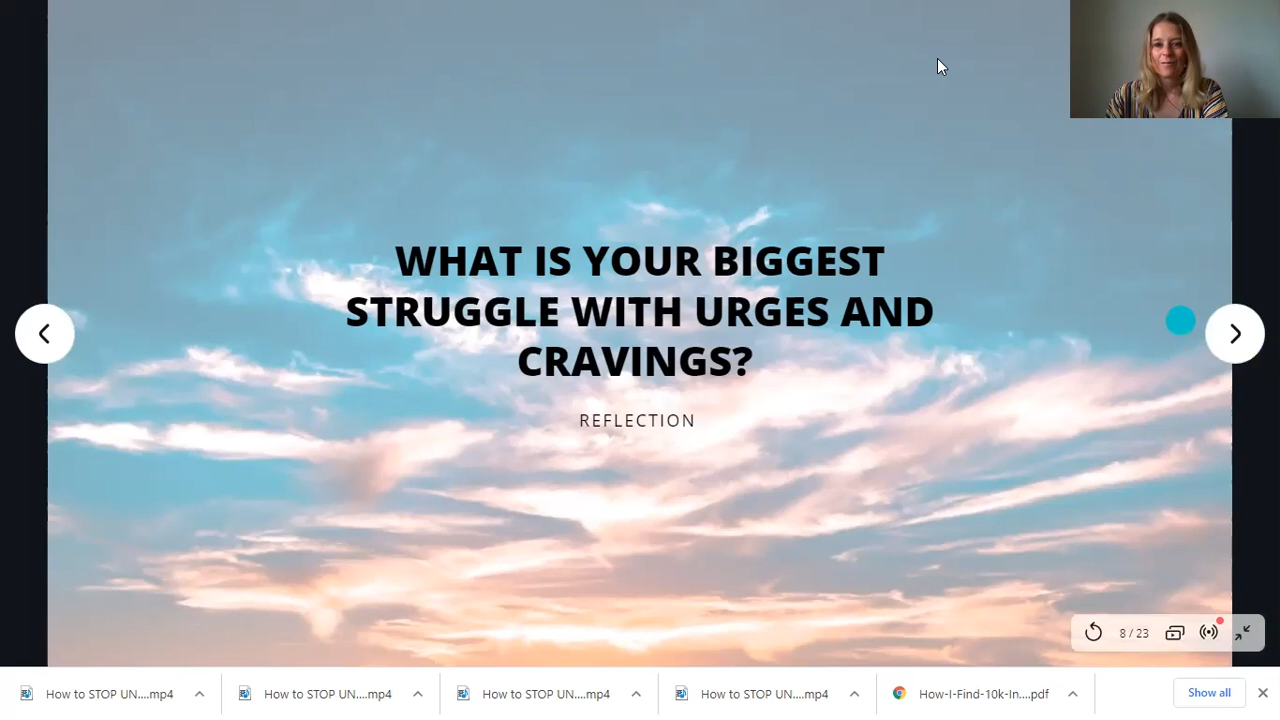 WHAT IS YOUR BIGGEST
STRUGGLE WITH URGES AND
CRAVINGS?
REFLECTION
8 / 23
How to STOP UN....mp4
How to STOP UN....mp4
How to STOP UN....mp4
How to STOP UN....mp4
How-I-Find-10k-In....pdf
Show all